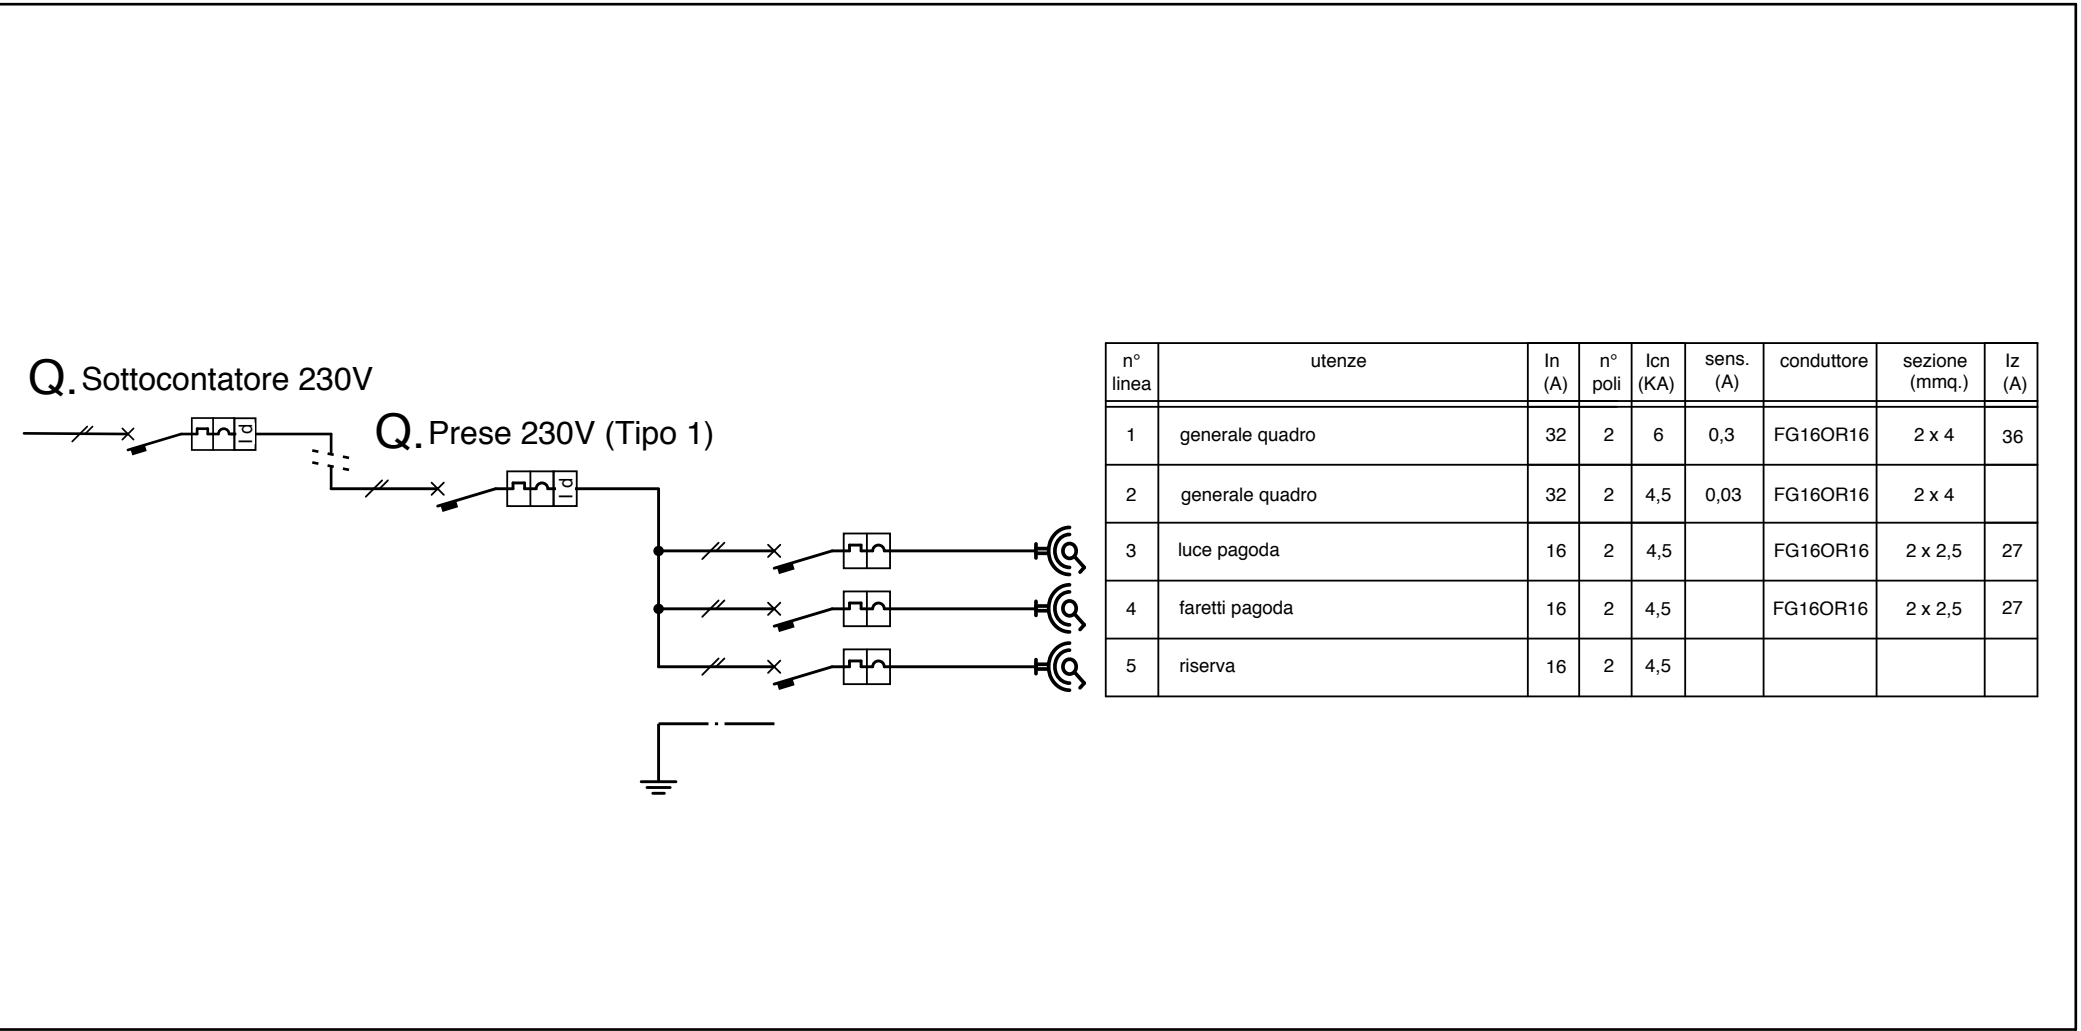 Q. Sottocontatore 230V
Id
Q. Prese 230V (Tipo 1)
Id
n° linea utenze In (A) n° poli Icn (KA) sens. (A) conduttore sezione (mmq.) Iz (A)
1 generale quadro 32 2 6 0,3 FG16OR16 2 x 4 36
2 generale quadro 32 2 4,5 0,03 FG16OR16 2 x 4
3 luce pagoda 16 2 4,5 FG16OR16 2 x 2,5 27
4 faretti pagoda 16 2 4,5 FG16OR16 2 x 2,5 27
5 riserva 16 2 4,5